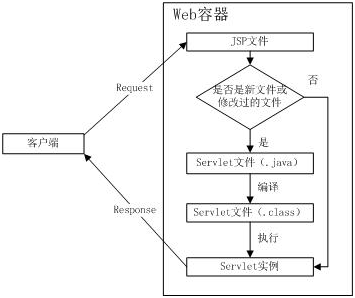 Web容器
JSP文件
Request
是否是新文件或
修改过的文件
否
客户端
是
Servlet文件（.java）
编译
Response
Servlet文件（.class）
执行
Servlet实例